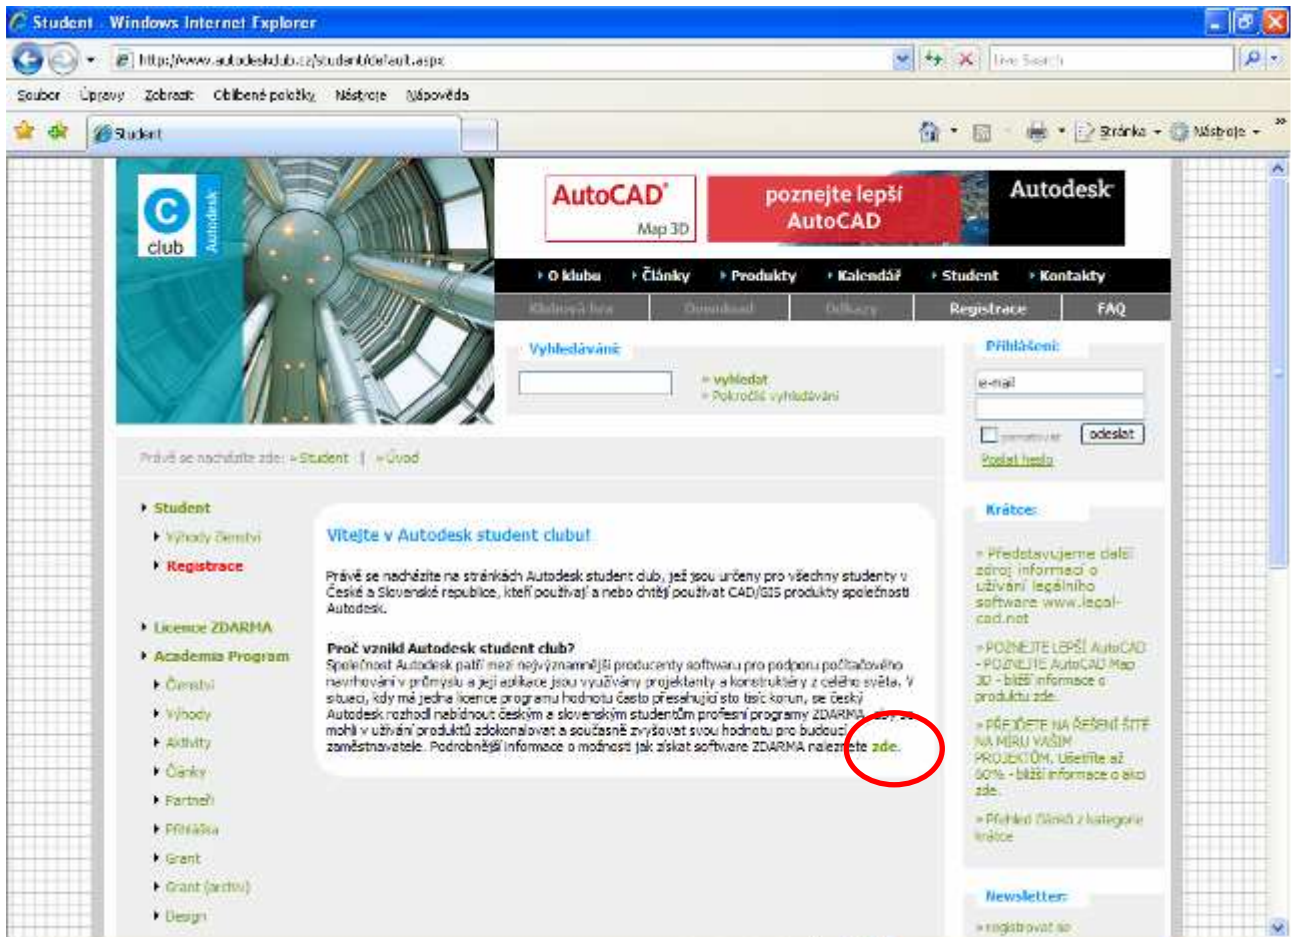 Student - Windows Internet Explorer
http://www.autodeskclub.cz/student/default.aspx
Live Search
Soubor Úpravy Zobrazit Oblíbené položky Nástroje Nápověda
Student
Stránka
Nástroje
c club Autodesk
AutoCAD Map 3D
poznejte lepší AutoCAD
Autodesk
O klubu Články Produkty Kalendář Student Kontakty
Klubová hra Download Odkazy Registrace FAQ
Vyhledávání:
» vyhledat
» Pokročilé vyhledávání
Přihlášení:
e-mail
pamatovat odeslat
Poslat heslo
Právě se nacházíte zde: » Student | » Úvod
Student
Výhody členství
Registrace
Licence ZDARMA
Academia Program
Členství
Výhody
Aktivity
Články
Partneři
Přihláška
Grant
Grant (archiv)
Design
Vítejte v Autodesk student clubu!
Právě se nacházíte na stránkách Autodesk student club, jež jsou určeny pro všechny studenty v
České a Slovenské republice, kteří používají a nebo chtějí používat CAD/GIS produkty společnosti
Autodesk.
Proč vznikl Autodesk student club?
Společnost Autodesk patří mezi nejvýznamnější producenty softwaru pro podporu počítačového
navrhování v průmyslu a její aplikace jsou využívány projektanty a konstruktéry z celého světa. V
situaci, kdy má jedna licence programu hodnotu často přesahující sto tisíc korun, se český
Autodesk rozhodl nabídnout českým a slovenským studentům profesní programy ZDARMA, aby se
mohli v užívání produktů zdokonalovat a současně zvyšovat svou hodnotu pro budoucí
zaměstnavatele. Podrobnější informace o možnosti jak získat software ZDARMA naleznete zde.
Krátce:
» Představujeme další
zdroj informací o
užívání legálního
software www.legal-
cad.net
» POZNEJTE LEPŠÍ AutoCAD
- POZNEJTE AutoCAD Map
3D - bližší informace o
produktu zde.
» PŘEJDĚTE NA ŘEŠENÍ ŠITÉ
NA MÍRU VAŠIM
PROJEKTŮM, Ušetříte až
60% - bližší informace o akci
zde.
» Přehled článků z kategorie
krátce
Newsletter:
» registrovat se